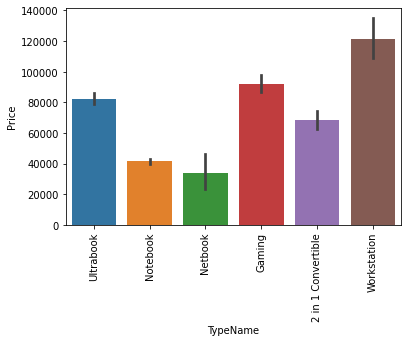 140000
120000
100000
80000
60000
40000
20000
0
Price
Ultrabook
Notebook
Netbook
Gaming
2 in 1 Convertible
Workstation
TypeName